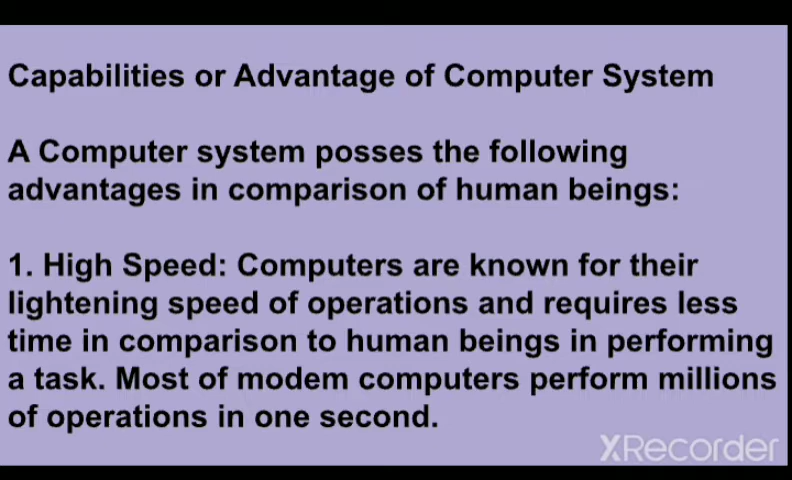 Capabilities or Advantage of Computer System
A Computer system posses the following
advantages in comparison of human beings:
1. High Speed: Computers are known for their
lightening speed of operations and requires less
time in comparison to human beings in performing
a task. Most of modem computers perform millions
of operations in one second.
XRecorder